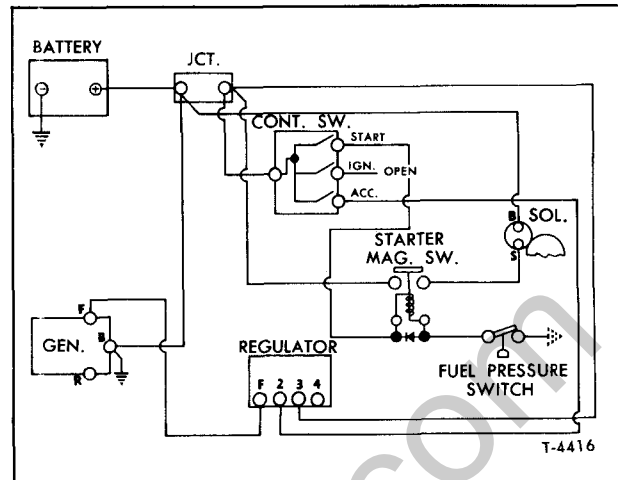 BATTERY
JCT.
CONT. SW.
START
IGN. OPEN
ACC.
B SOL.
S
STARTER
MAG. SW.
F
GEN. B
R
REGULATOR
F 2 3 4
FUEL PRESSURE
SWITCH
T-4416
com